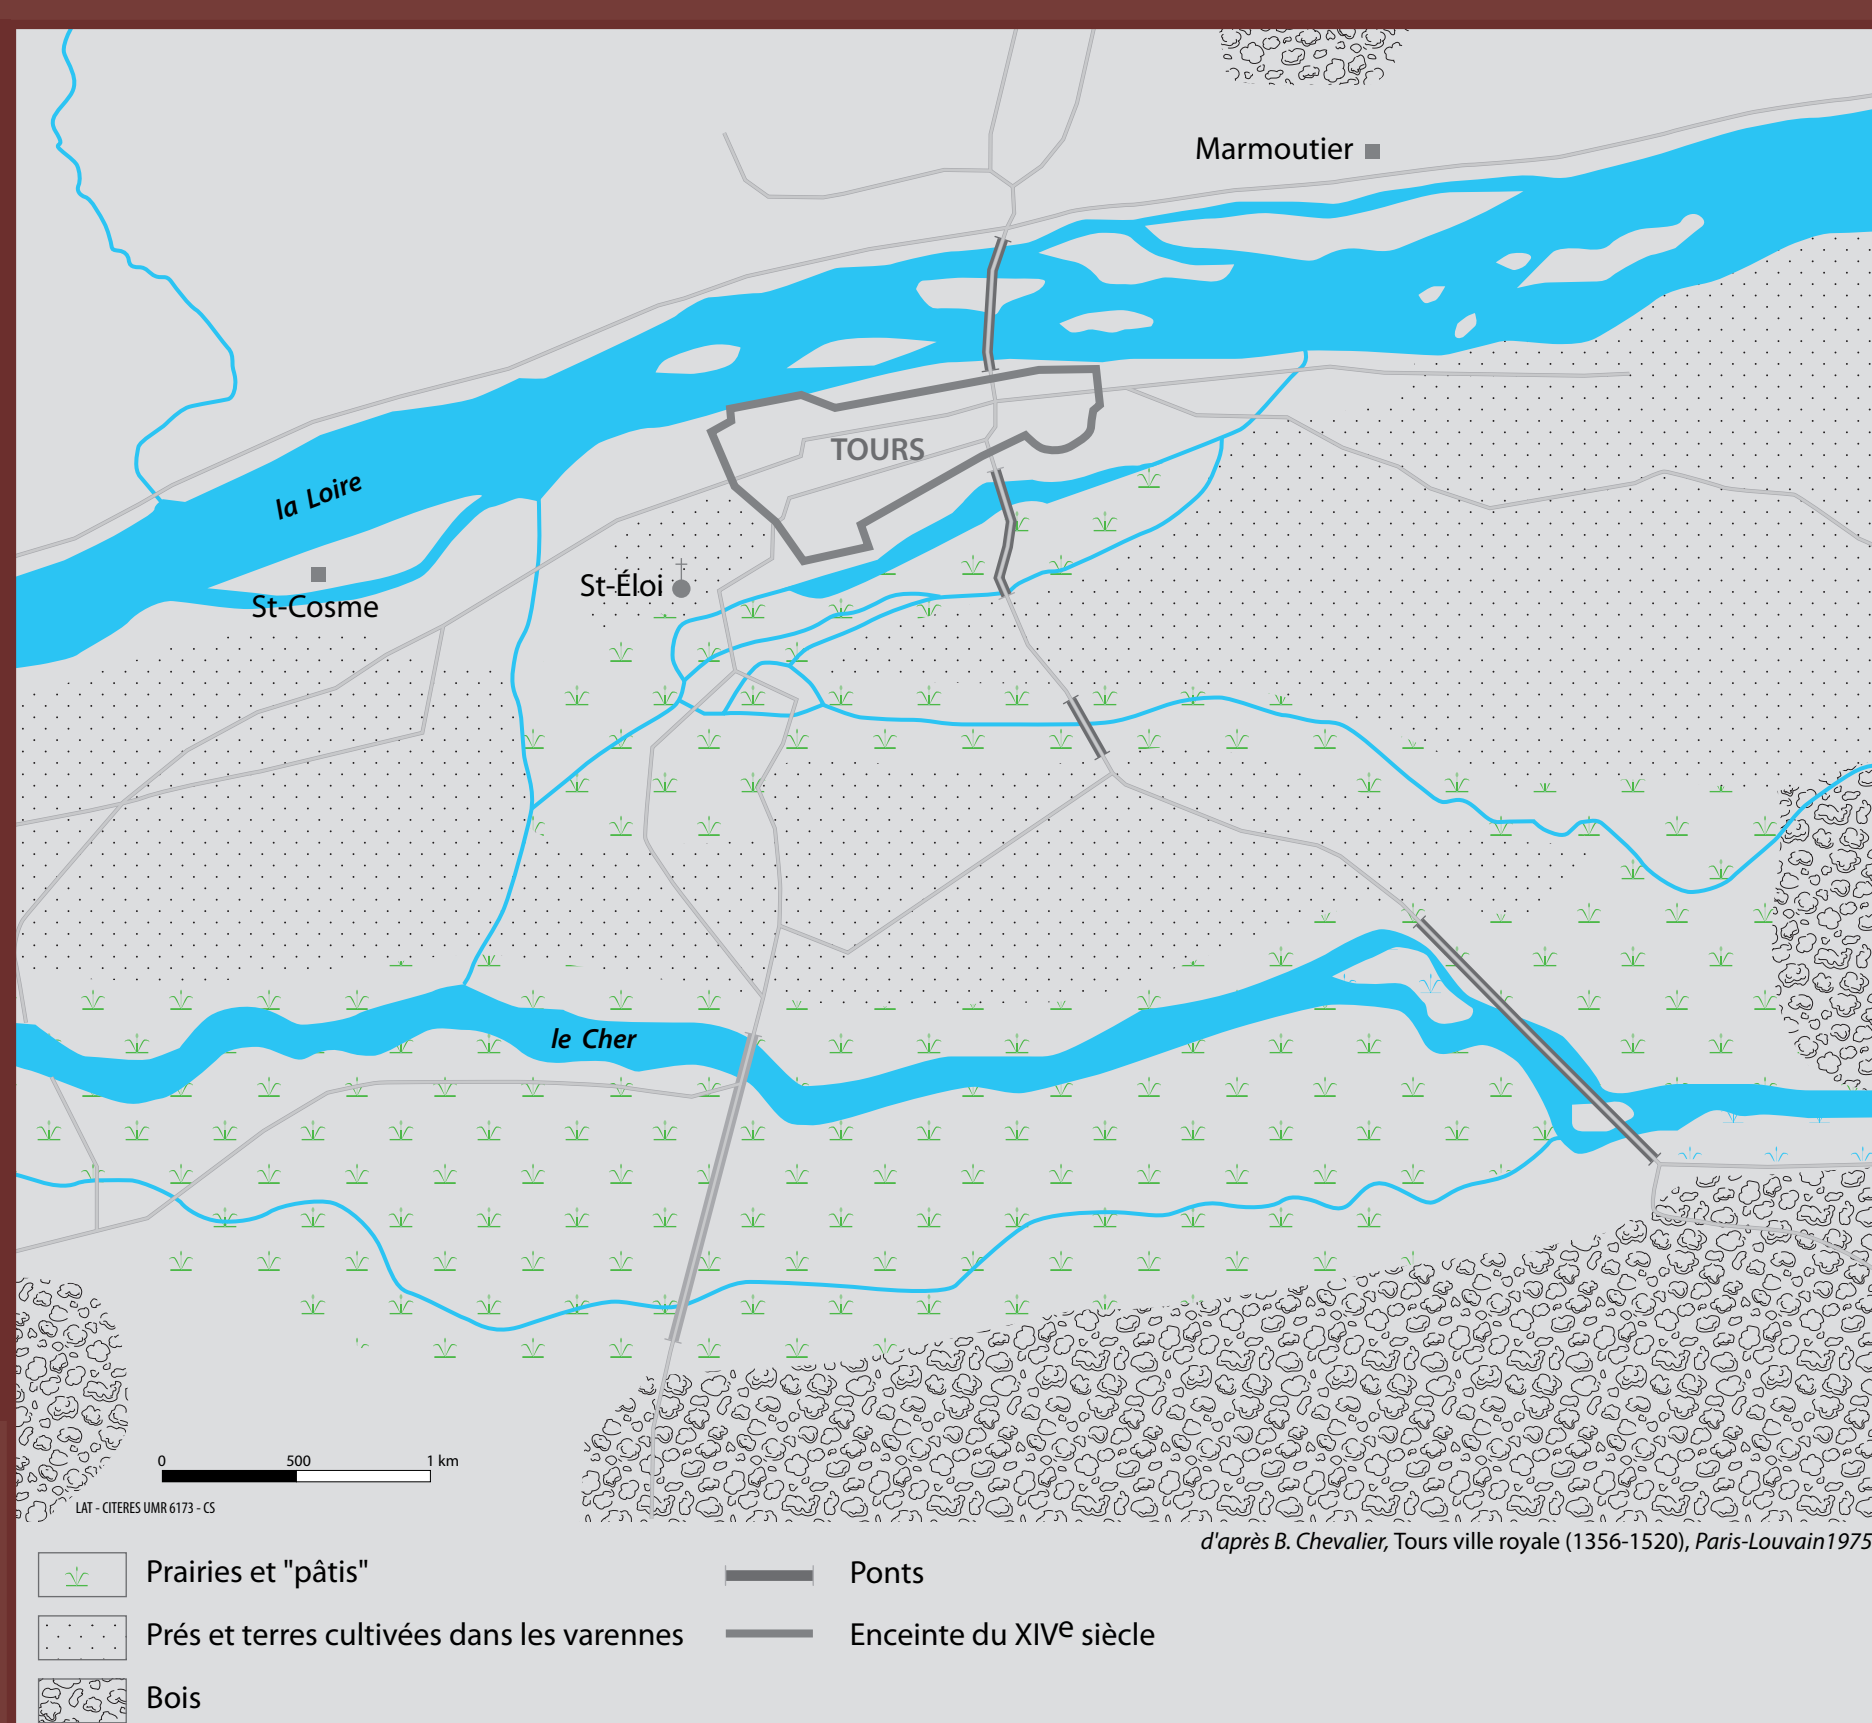 Marmoutier
TOURS
la Loire
St-Éloi
St-Cosme
le Cher
0 500 1 km
LAT - CITERES UMR 6173 - CS
d'après B. Chevalier, Tours ville royale (1356-1520), Paris-Louvain1975
Prairies et "pâtis"
Ponts
Prés et terres cultivées dans les varennes
Enceinte du XIVe siècle
Bois